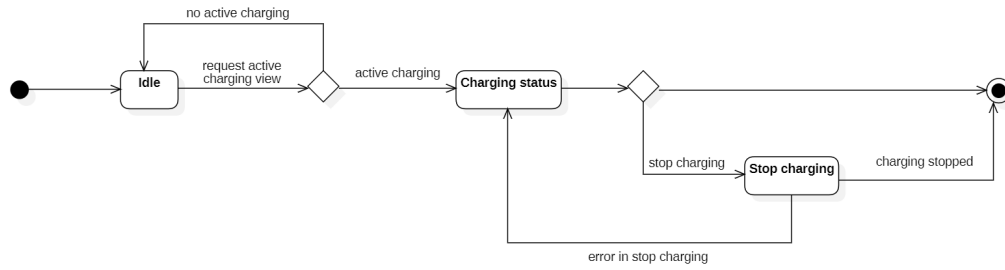 no active charging
Idle
request active
charging view
active charging
Charging status
stop charging
Stop charging
charging stopped
error in stop charging